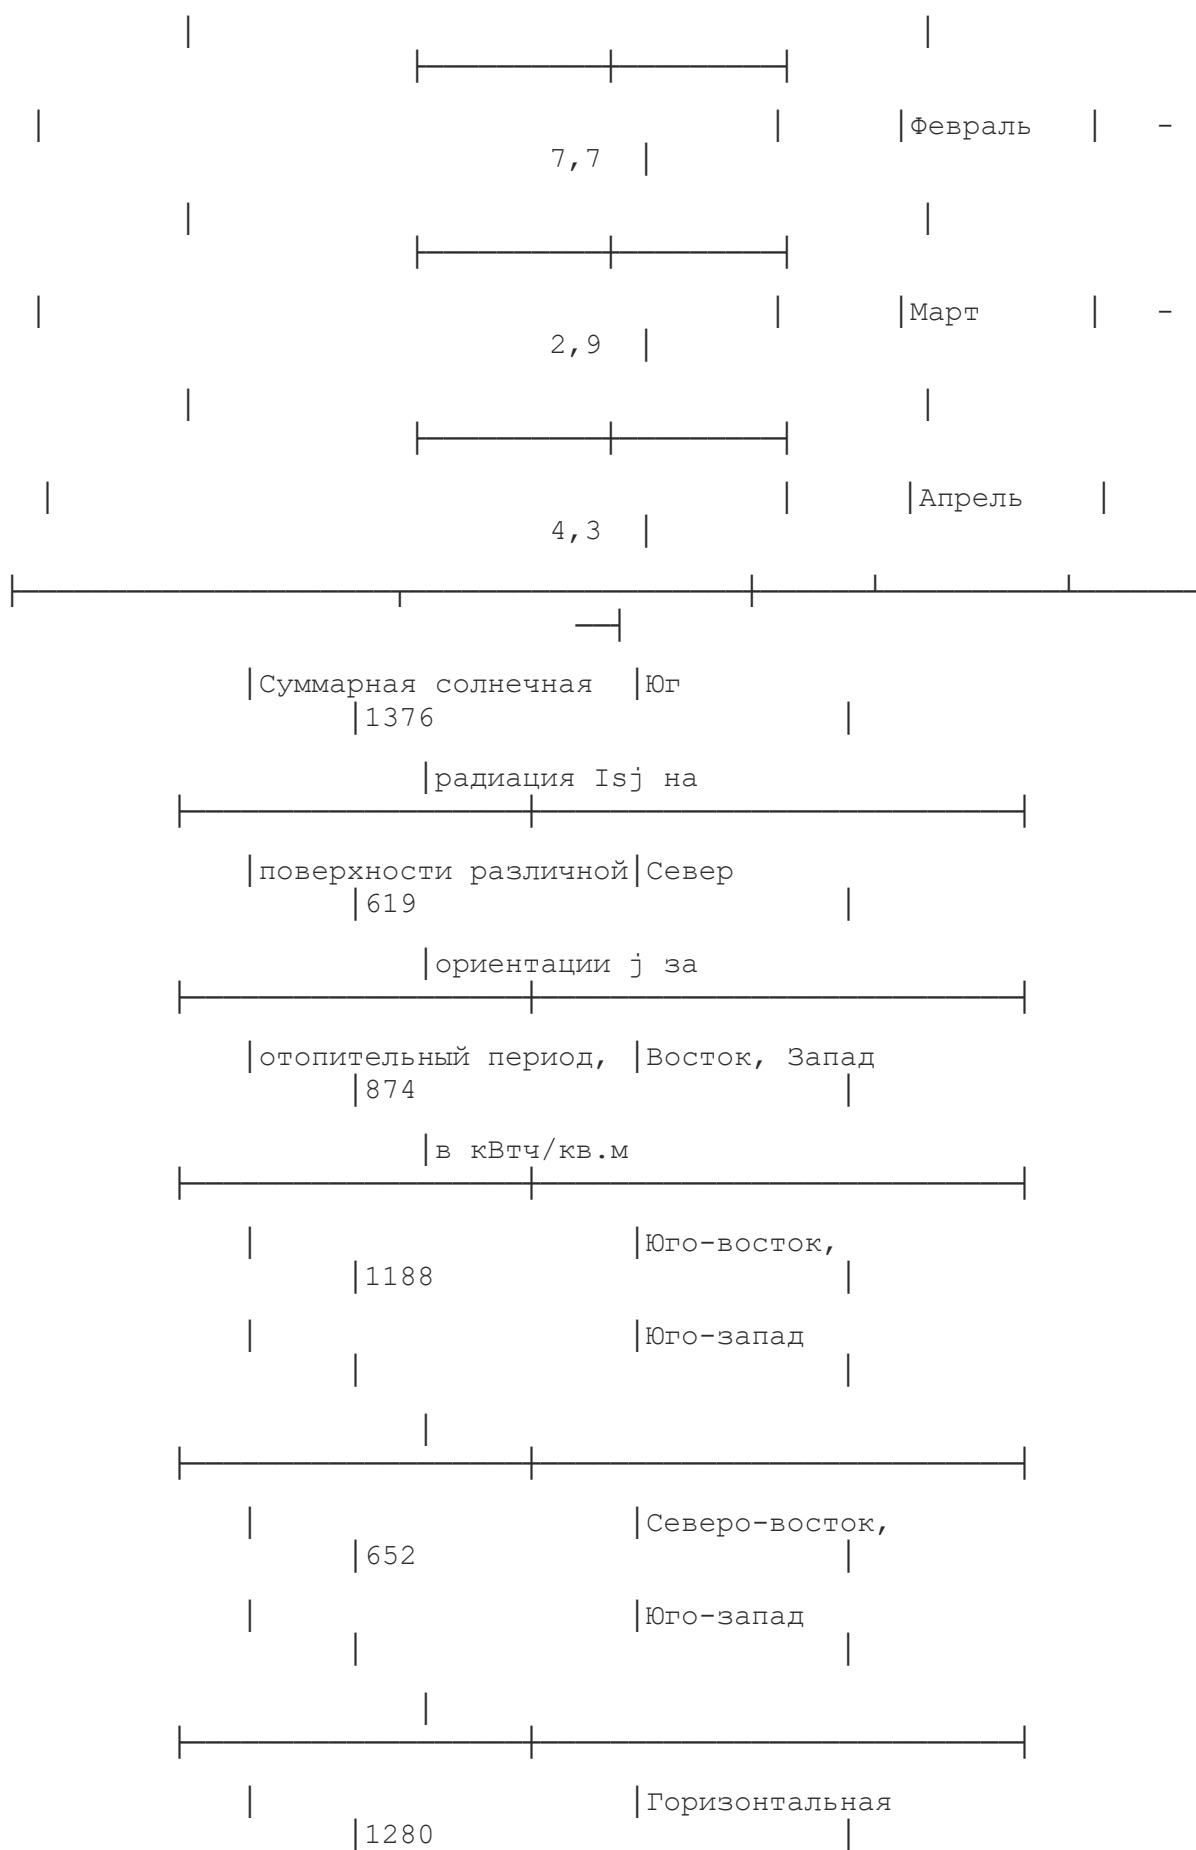 Февраль -
7,7
Март -
2,9
Апрель
4,3
Суммарная солнечная Юг
1376
радиация Isj на
поверхности различной Север
619
ориентации j за
отопительный период, Восток, Запад
874
в кВтч/кв.м
Юго-восток,
1188
Юго-запад
Северо-восток,
652
Юго-запад
Горизонтальная
1280